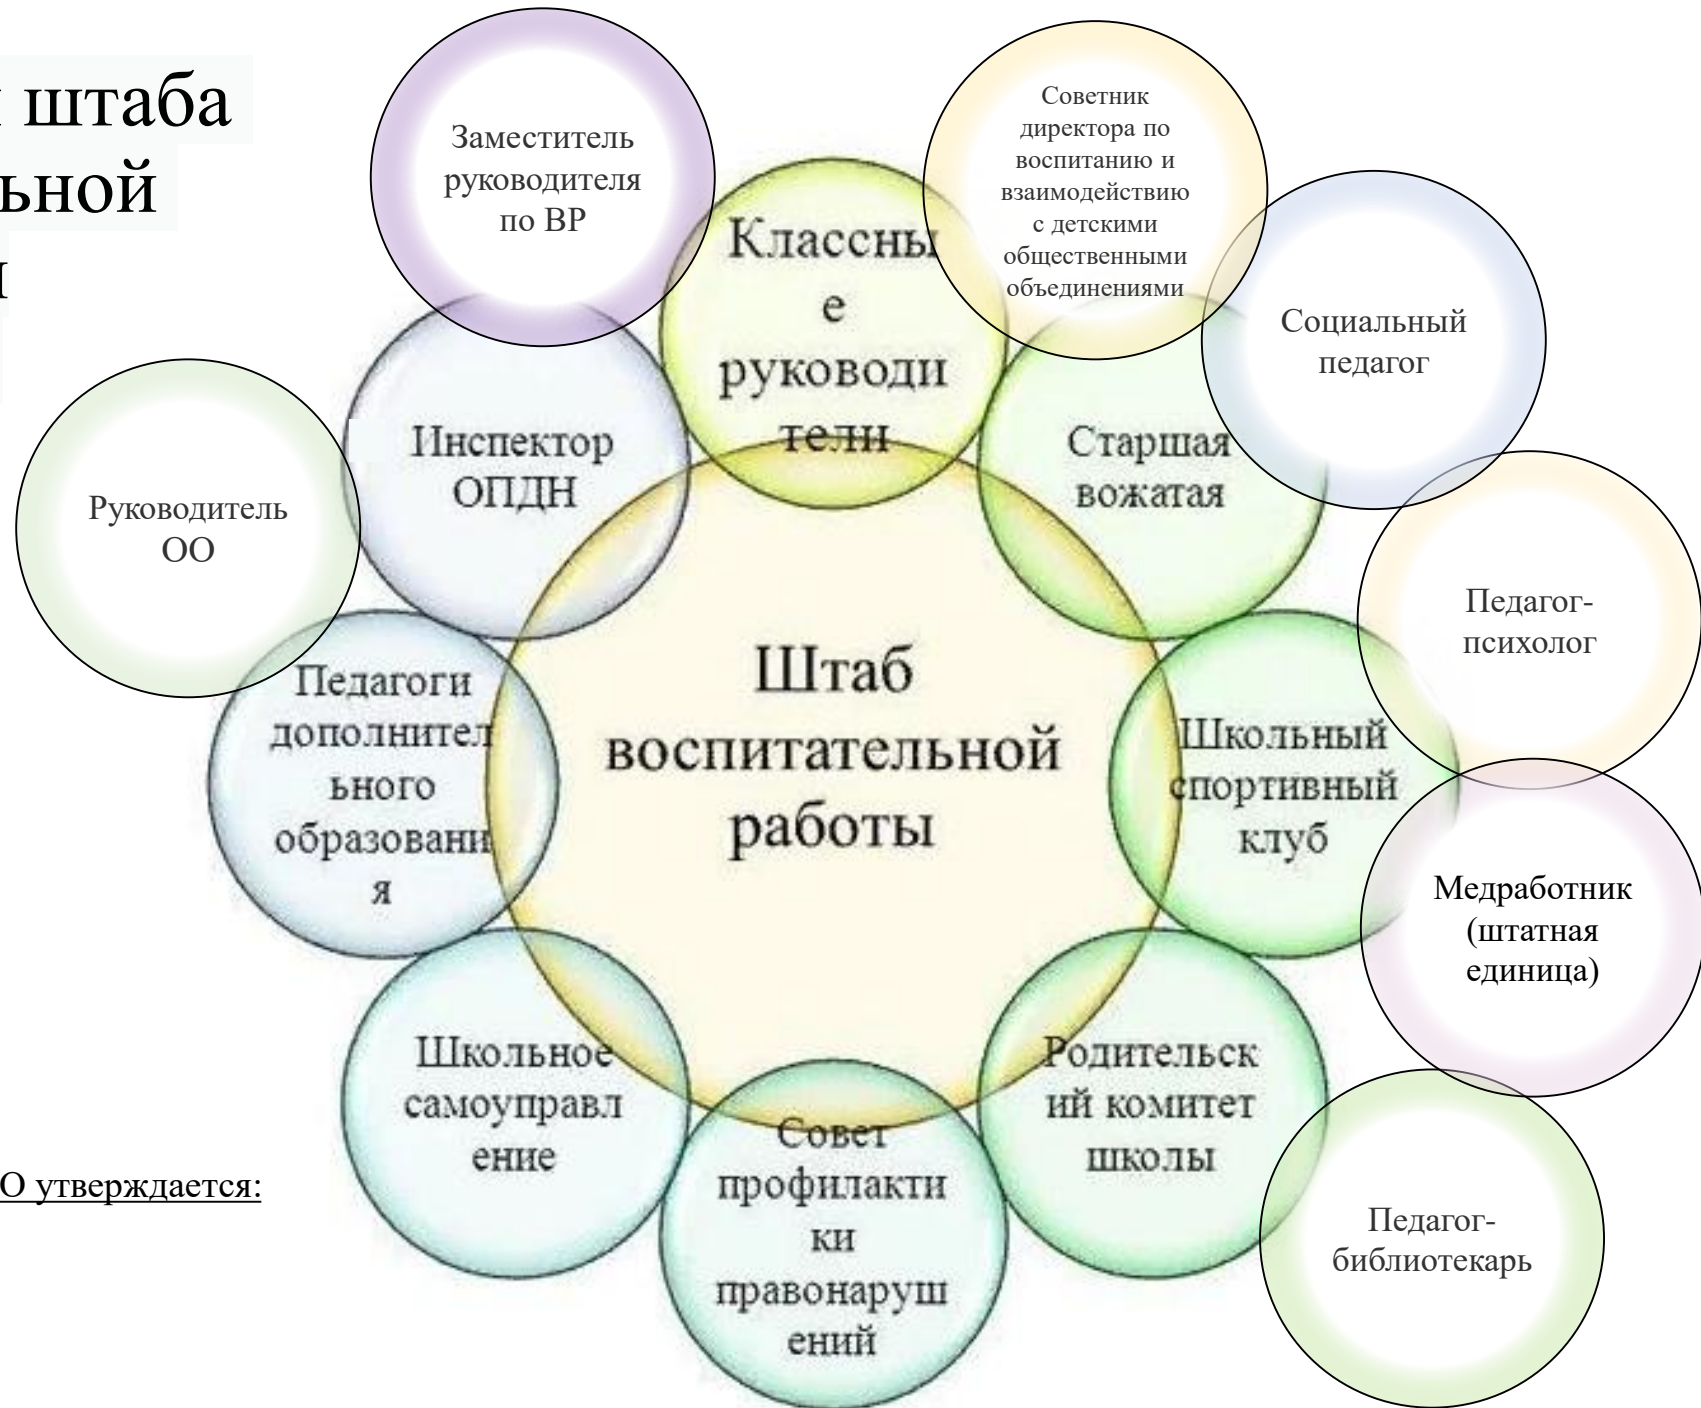 штаба
ьной
Заместитель
руководителя
по ВР
Советник
директора по
воспитанию и
взаимодействию
с детскими
общественными
объединениями
Классны
е
руководи
тели
Социальный
педагог
Инспектор
ОПДН
Старшая
вожатая
Руководитель
ОО
Педагог-
психолог
Штаб
воспитательной
работы
Педагоги
дополнител
ьного
образовани
я
Школьный
спортивный
клуб
Медработник
(штатная
единица)
Школьное
самоуправл
ение
Родительск
ий комитет
школы
Совет
профилакти
ки
правонаруш
ений
О утверждается:
Педагог-
библиотекарь